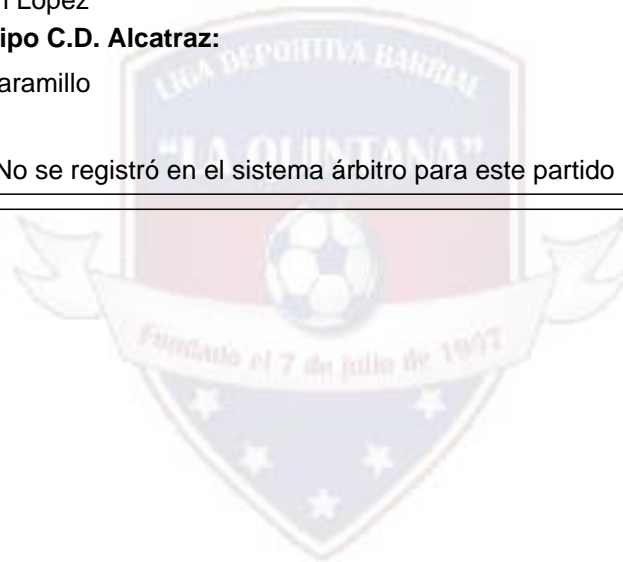 n López
ipo C.D. Alcatraz:
aramillo
LIGA DEPORTIVA BARRIAL
"LA QUINTANA"
No se registró en el sistema árbitro para este partido
Fundado el 7 de julio de 1997